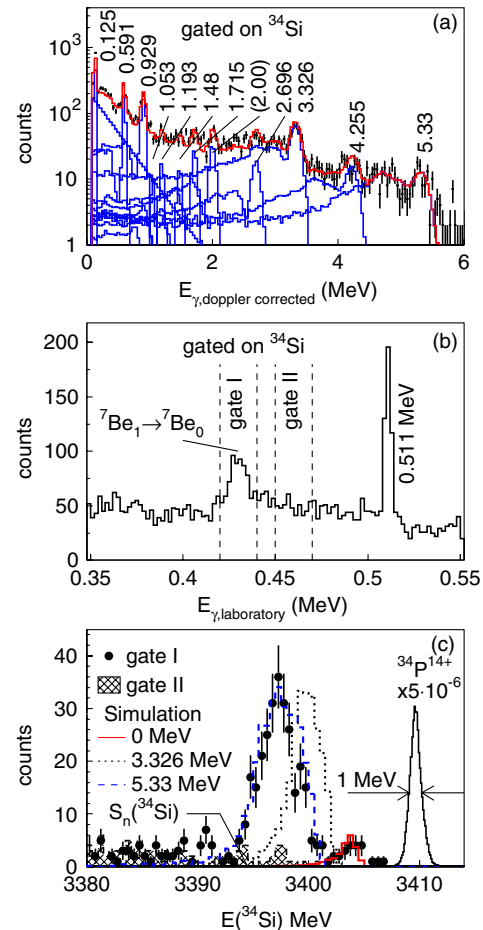 (a)
gated on ³⁴Si
0.125
0.591
0.929
1.053
1.193
1.48
1.715
(2.00)
2.696
3.326
4.255
5.33
counts
10³
10²
10
1
0 2 4 6
E_γ,doppler corrected (MeV)
(b)
gated on ³⁴Si
gate I
gate II
⁷Be₁→⁷Be₀
0.511 MeV
counts
200
150
100
50
0
0.35 0.4 0.45 0.5 0.55
E_γ,laboratory (MeV)
(c)
gate I
gate II
Simulation
0 MeV
3.326 MeV
5.33 MeV
Sₙ(³⁴Si)
³⁴P¹⁴⁺
x5·10⁻⁶
1 MeV
counts
40
30
20
10
0
3380 3390 3400 3410
E(³⁴Si) MeV